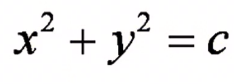 x² + y² = c